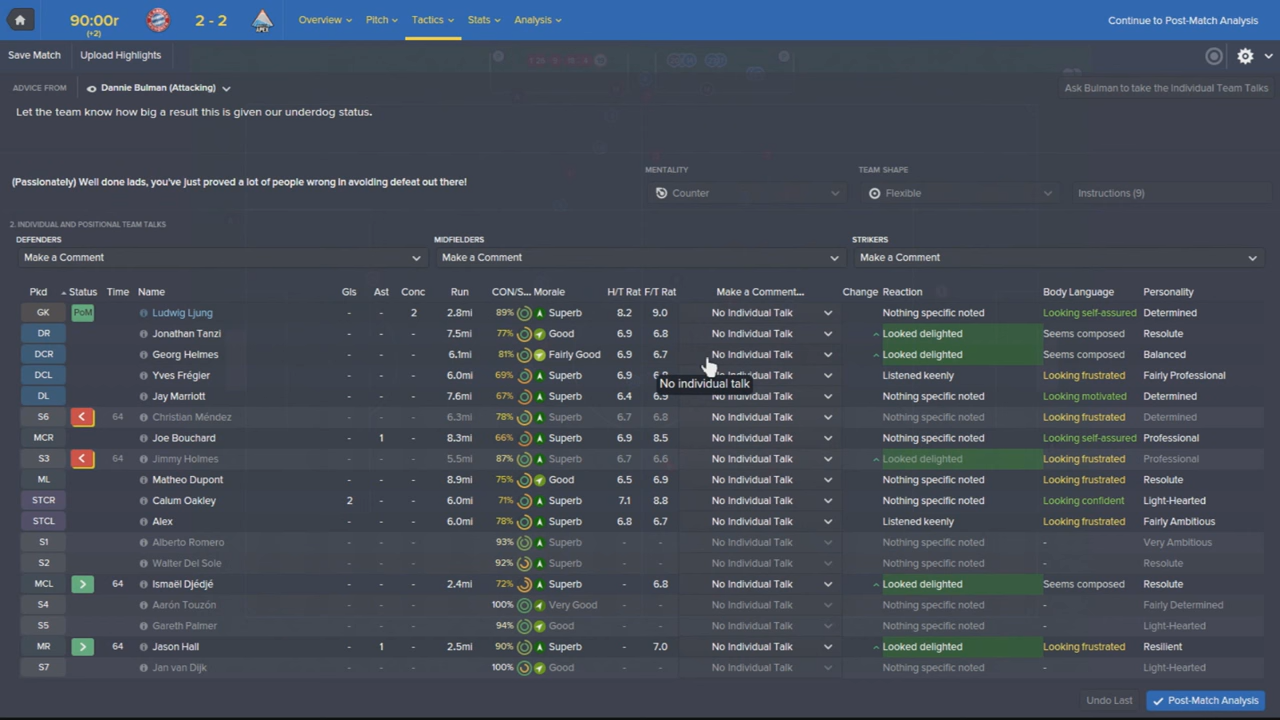 90:00r
(+2)
2 - 2
APEX
Overview
Pitch
Tactics
Stats
Analysis
Continue to Post-Match Analysis
Save Match
Upload Highlights
ADVICE FROM
Dannie Bulman (Attacking)
Ask Bulman to take the Individual Team Talks
Let the team know how big a result this is given our underdog status.
MENTALITY
TEAM SHAPE
(Passionately) Well done lads, you've just proved a lot of people wrong in avoiding defeat out there!
Counter
Flexible
Instructions (9)
2. INDIVIDUAL AND POSITIONAL TEAM TALKS
DEFENDERS
MIDFIELDERS
STRIKERS
Make a Comment
Make a Comment
Make a Comment
Pkd Status Time Name Gls Ast Conc Run CON/S... Morale H/T Rat F/T Rat Make a Comment... Change Reaction Body Language Personality
GK PoM Ludwig Ljung - - 2 2.8mi 89% Superb 8.2 9.0 No Individual Talk Nothing specific noted Looking self-assured Determined
DR Jonathan Tanzi - - - 7.5mi 77% Good 6.9 6.8 No Individual Talk Looked delighted Seems composed Resolute
DCR Georg Helmes - - - 6.1mi 81% Fairly Good 6.9 6.7 No Individual Talk Looked delighted Seems composed Balanced
DCL Yves Frégier - - - 6.0mi 69% Superb 6.9 No Individual Talk Listened keenly Looking frustrated Fairly Professional
No individual talk
DL Jay Marriott - - - 7.6mi 67% Superb 6.4 6.9 No Individual Talk Nothing specific noted Looking motivated Determined
S6 < 64 Christian Méndez - - - 6.3mi 78% Superb 6.7 6.8 No Individual Talk Nothing specific noted Looking frustrated Determined
MCR Joe Bouchard - 1 - 8.3mi 66% Superb 6.9 8.5 No Individual Talk Nothing specific noted Looking self-assured Professional
S3 < 64 Jimmy Holmes - - - 5.5mi 87% Superb 6.7 6.6 No Individual Talk Looked delighted Looking frustrated Professional
ML Matheo Dupont - - - 8.9mi 75% Good 6.5 6.9 No Individual Talk Nothing specific noted Looking frustrated Resolute
STCR Calum Oakley 2 - - 6.0mi 71% Superb 7.1 8.8 No Individual Talk Nothing specific noted Looking confident Light-Hearted
STCL Alex - - - 6.0mi 78% Superb 6.8 6.7 No Individual Talk Listened keenly Looking frustrated Fairly Ambitious
S1 Alberto Romero - - - 93% Superb - - No Individual Talk Nothing specific noted - Very Ambitious
S2 Walter Del Sole - - - 92% Superb - - No Individual Talk Nothing specific noted - Resolute
MCL > 64 Ismaël Djédjé - - - 2.4mi 72% Superb - 6.8 No Individual Talk Looked delighted Seems composed Resolute
S4 Aarón Touzón - - - 100% Very Good - - No Individual Talk Nothing specific noted - Fairly Determined
S5 Gareth Palmer - - - 94% Good - - No Individual Talk Nothing specific noted - Light-Hearted
MR > 64 Jason Hall - 1 - 2.5mi 90% Superb - 7.0 No Individual Talk Looked delighted Looking frustrated Resilient
S7 Jan van Dijk - - - 100% Good - - No Individual Talk Nothing specific noted - Light-Hearted
Undo Last
Post-Match Analysis